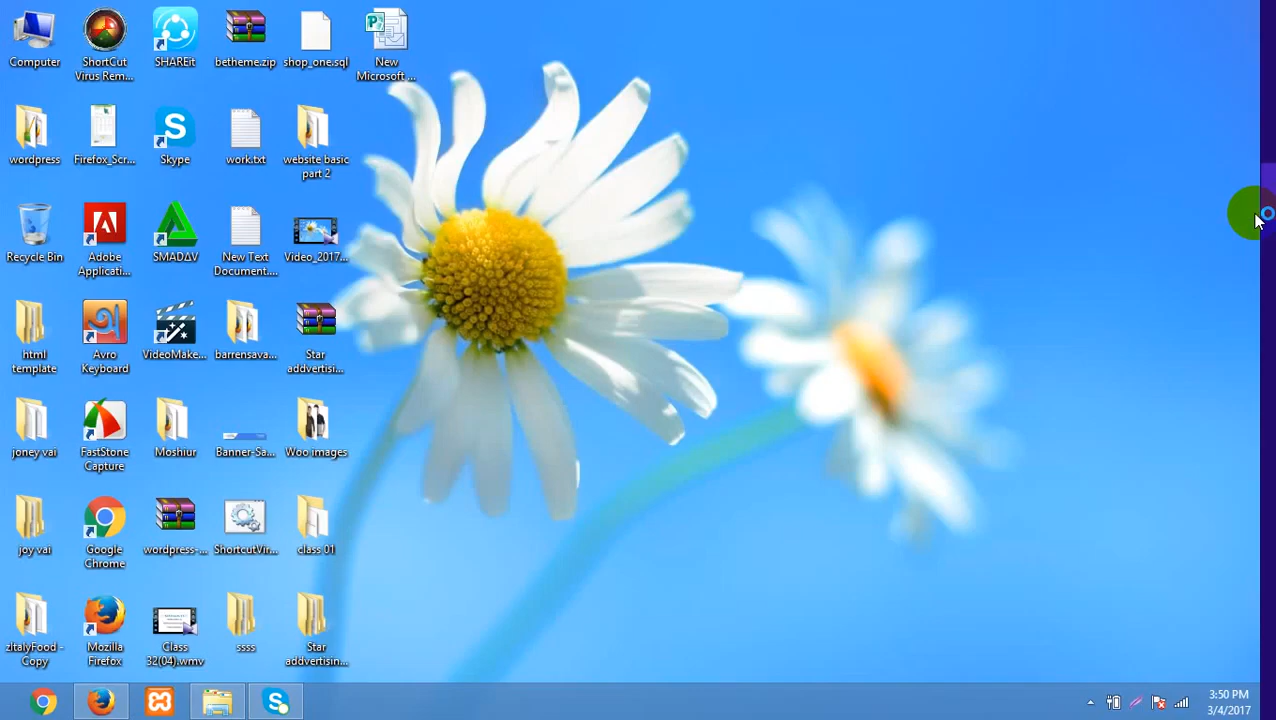 Computer
ShortCut
Virus Rem...
SHAREit
betheme.zip
shop_one.sql
New
Microsoft ...
wordpress
Firefox_Scr...
Skype
work.txt
website basic
part 2
Recycle Bin
Adobe
Applicati...
SMADΔV
New Text
Document....
Video_2017...
html
template
Avro
Keyboard
VideoMake...
barrensava...
Star
addvertisi...
joney vai
FastStone
Capture
Moshiur
Banner-Sa...
Woo images
joy vai
Google
Chrome
wordpress-...
ShortcutVir...
class 01
zItalyFood -
Copy
Mozilla
Firefox
Class
32(04).wmv
ssss
Star
addvertising...
3:50 PM
3/4/2017